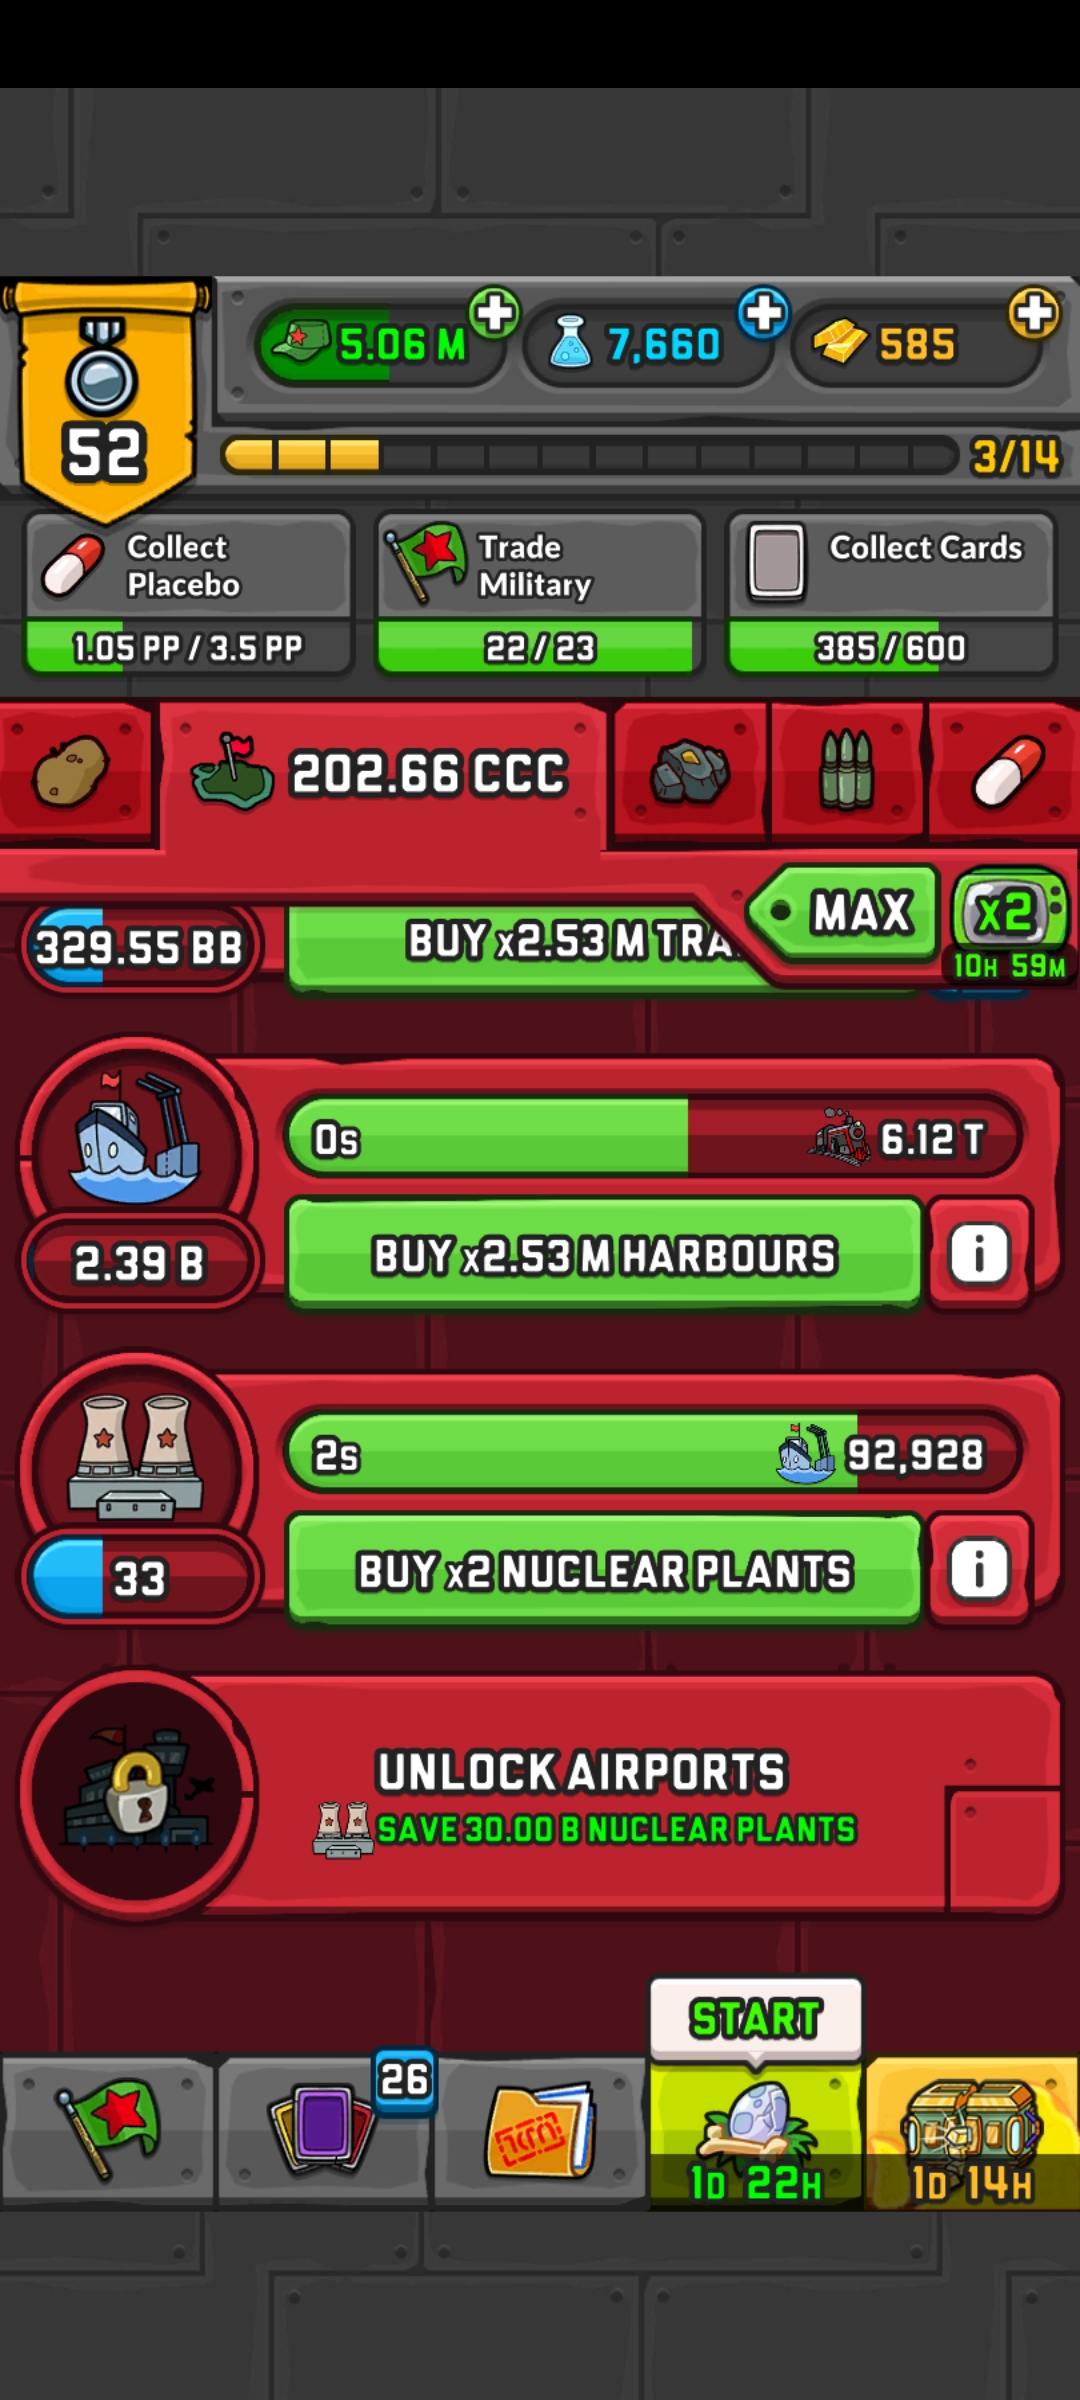 5.06 M
7,660
585
52
3/14
Collect
Placebo
Trade
Military
Collect Cards
1.05 PP / 3.5 PP
22 / 23
385 / 600
202.66 CCC
MAX
x2
10H 59M
329.55 BB
BUY x2.53 M TRA
0s
6.12 T
2.39 B
BUY x2.53 M HARBOURS
i
2s
92,928
33
BUY x2 NUCLEAR PLANTS
i
UNLOCK AIRPORTS
SAVE 30.00 B NUCLEAR PLANTS
START
26
1D 22H
1D 14H